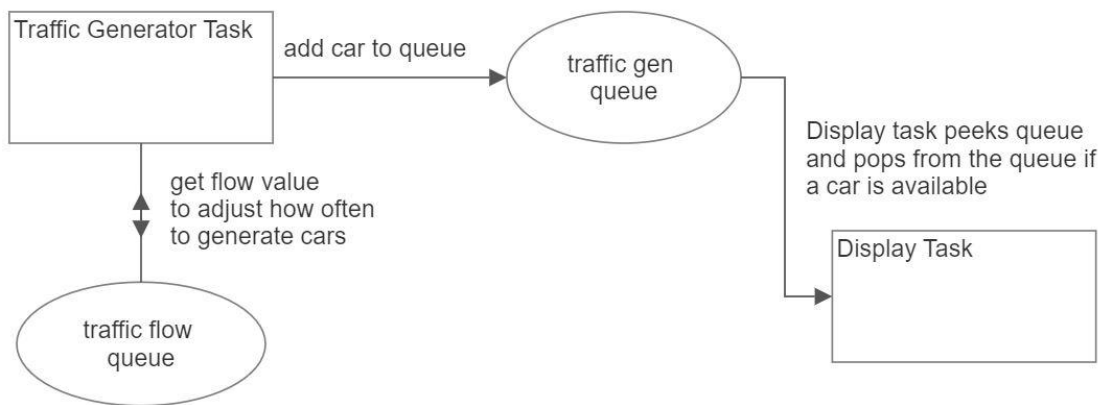 Traffic Generator Task
add car to queue
traffic gen
queue
Display task peeks queue
and pops from the queue if
a car is available
get flow value
to adjust how often
to generate cars
Display Task
traffic flow
queue